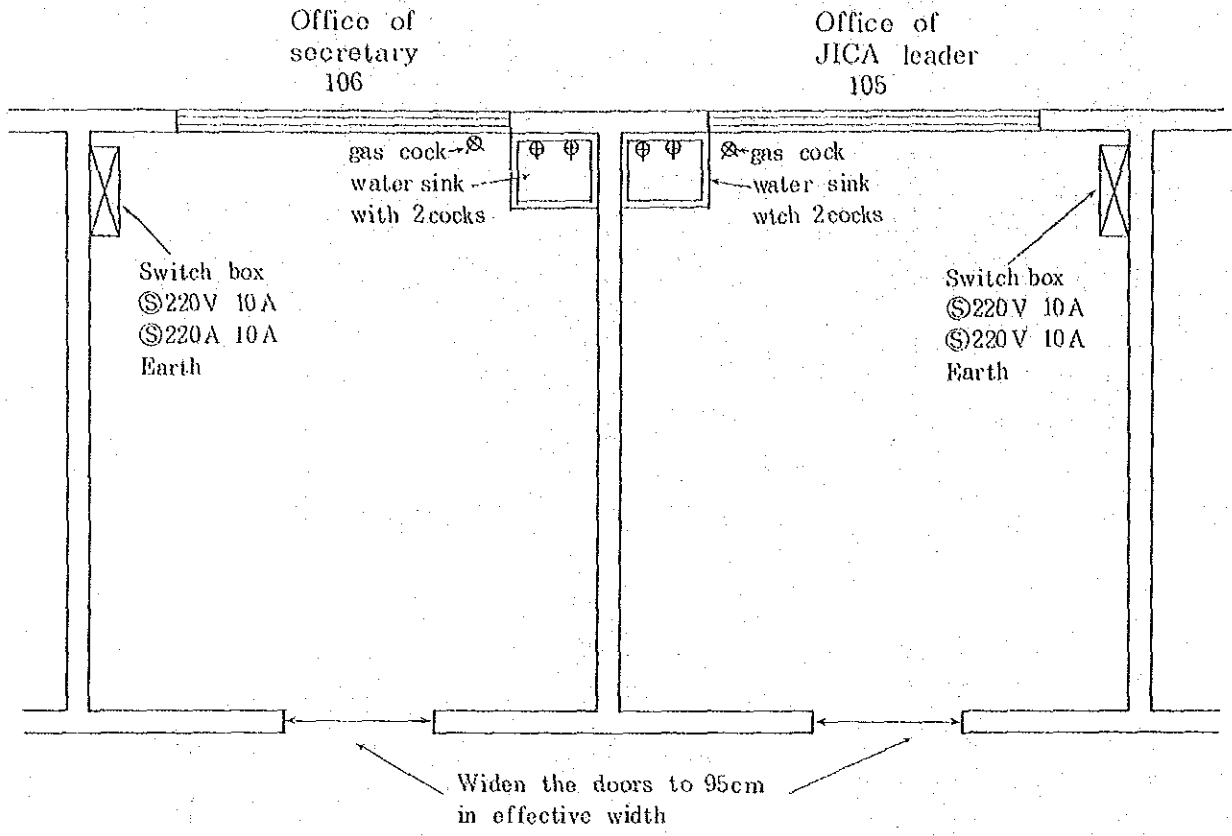 Office of
secretary
106
Office of
JICA leader
105
gas cock
water sink
with 2cocks
gas cock
water sink
wtch 2cocks
Switch box
Ⓢ220V 10A
Ⓢ220A 10A
Earth
Switch box
Ⓢ220V 10A
Ⓢ220V 10A
Earth
Widen the doors to 95cm
in effective width